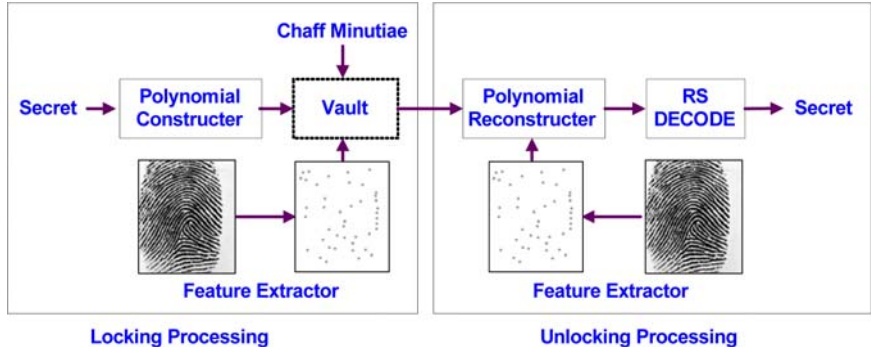 Chaff Minutiae
Secret
Polynomial
Constructer
Vault
Polynomial
Reconstructer
RS
DECODE
Secret
Feature Extractor
Feature Extractor
Locking Processing
Unlocking Processing